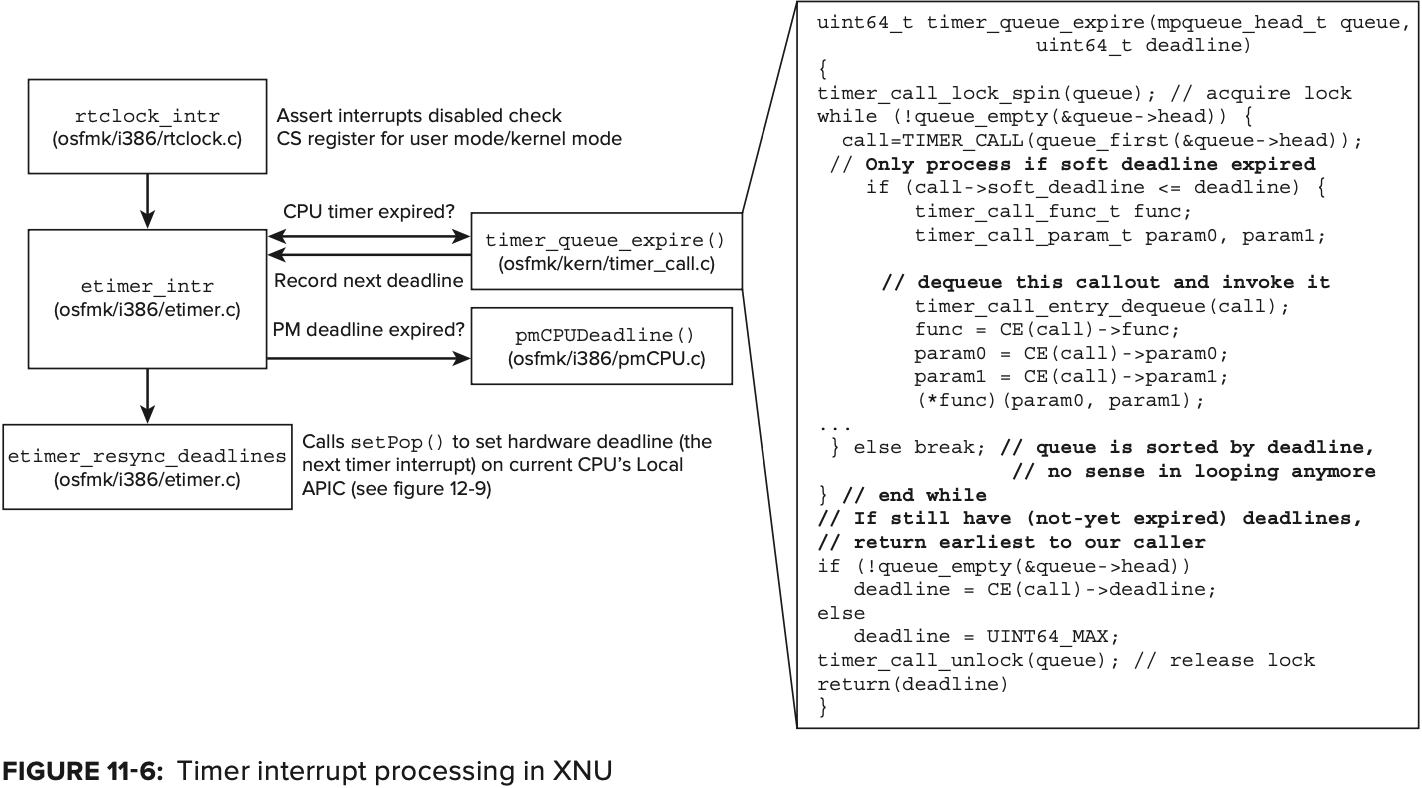 rtclock_intr
(osfmk/i386/rtclock.c)
Assert interrupts disabled check
CS register for user mode/kernel mode
CPU timer expired?
etimer_intr
(osfmk/i386/etimer.c)
timer_queue_expire()
(osfmk/kern/timer_call.c)
Record next deadline
PM deadline expired?
pmCPUDeadline()
(osfmk/i386/pmCPU.c)
etimer_resync_deadlines
(osfmk/i386/etimer.c)
Calls setPop() to set hardware deadline (the
next timer interrupt) on current CPU's Local
APIC (see figure 12-9)
uint64_t timer_queue_expire(mpqueue_head_t queue,
uint64_t deadline)
{
timer_call_lock_spin(queue); // acquire lock
while (!queue_empty(&queue->head)) {
call=TIMER_CALL(queue_first(&queue->head));
// Only process if soft deadline expired
if (call->soft_deadline <= deadline) {
timer_call_func_t func;
timer_call_param_t param0, param1;
// dequeue this callout and invoke it
timer_call_entry_dequeue(call);
func = CE(call)->func;
param0 = CE(call)->param0;
param1 = CE(call)->param1;
(*func)(param0, param1);
...
} else break; // queue is sorted by deadline,
// no sense in looping anymore
} // end while
// If still have (not-yet expired) deadlines,
// return earliest to our caller
if (!queue_empty(&queue->head))
deadline = CE(call)->deadline;
else
deadline = UINT64_MAX;
timer_call_unlock(queue); // release lock
return(deadline)
}
FIGURE 11-6: Timer interrupt processing in XNU